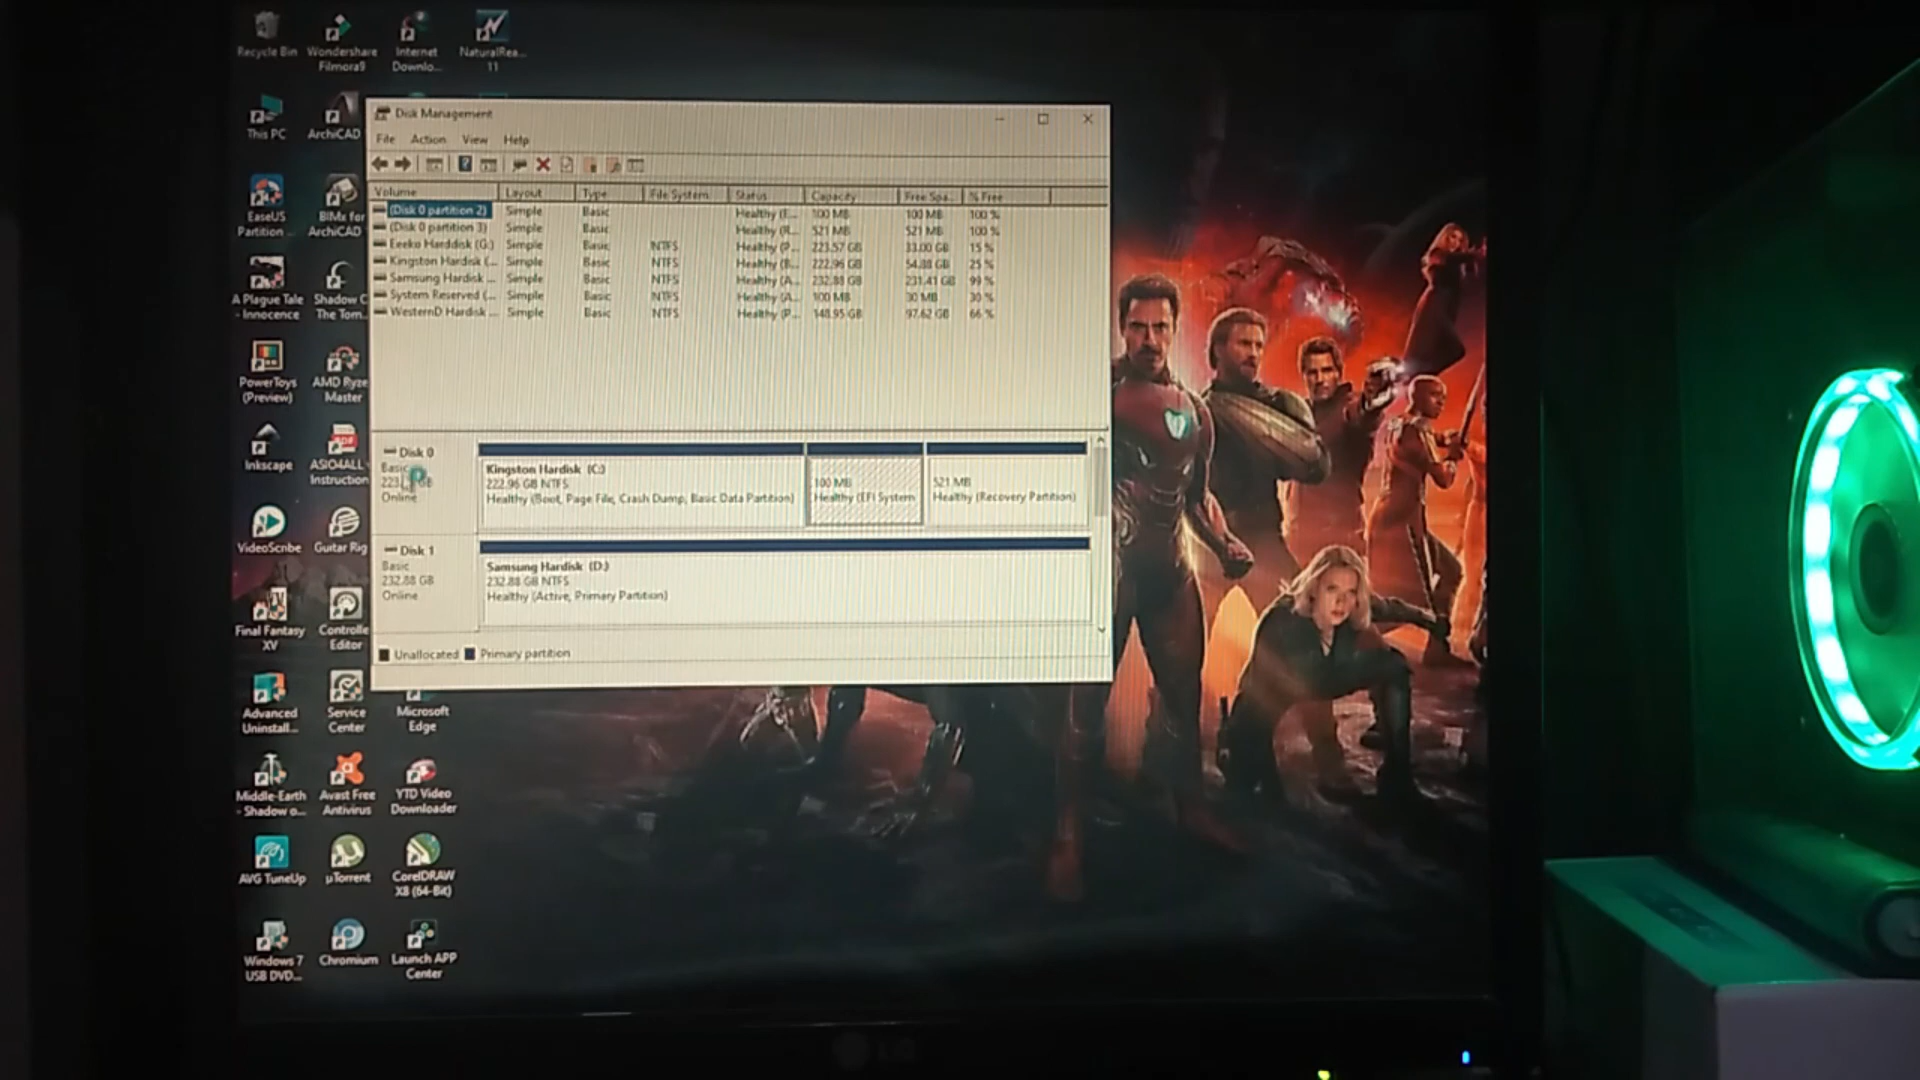 Recycle Bin
Wondershare
Filmora9
Internet
Downlo...
NaturalRea...
11
This PC
ArchiCAD
EaseUS
Partition ...
BIMx for
ArchiCAD
A Plague Tale
- Innocence
Shadow
The Tom...
PowerToys
(Preview)
AMD Ryze
Master
Inkscape
ASIO4ALL
Instruction
VideoScribe
Guitar Rig
Final Fantasy
XV
Controlle
Editor
Advanced
Uninstall...
Service
Center
Microsoft
Edge
Middle-Earth
- Shadow o...
Avast Free
Antivirus
YTD Video
Downloader
AVG TuneUp
µTorrent
CorelDRAW
X8 (64-Bit)
Windows 7
USB DVD...
Chromium
Launch APP
Center
Disk Management
File Action View Help
Volume Layout Type File System Status Capacity Free Spa... % Free
(Disk 0 partition 2) Simple Basic Healthy (E... 100 MB 100 MB 100 %
(Disk 0 partition 3) Simple Basic Healthy (R... 521 MB 521 MB 100 %
Eeeko Harddisk (G:) Simple Basic NTFS Healthy (P... 223.57 GB 33.00 GB 15 %
Kingston Hardisk (... Simple Basic NTFS Healthy (B... 222.96 GB 54.88 GB 25 %
Samsung Hardisk ... Simple Basic NTFS Healthy (A... 232.88 GB 231.41 GB 99 %
System Reserved (... Simple Basic NTFS Healthy (A... 100 MB 30 MB 30 %
WesternD Hardisk ... Simple Basic NTFS Healthy (P... 148.95 GB 97.62 GB 66 %
Disk 0
Basic
Online
Kingston Hardisk (C:)
222.96 GB NTFS
Healthy (Boot, Page File, Crash Dump, Basic Data Partition)
100 MB
Healthy (EFI System
521 MB
Healthy (Recovery Partition)
Disk 1
Basic
232.88 GB
Online
Samsung Hardisk (D:)
232.88 GB NTFS
Healthy (Active, Primary Partition)
Unallocated Primary partition
LG